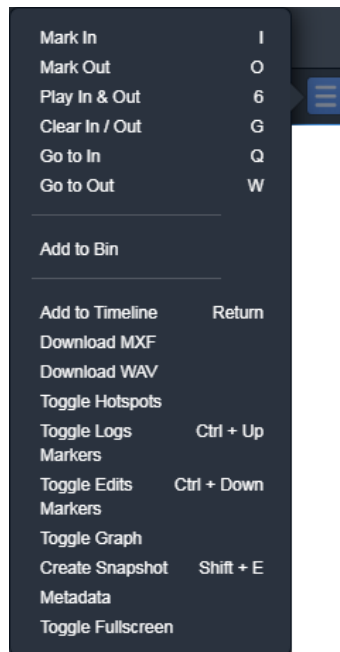 Mark In I
Mark Out O
Play In & Out 6
Clear In / Out G
Go to In Q
Go to Out W
Add to Bin
Add to Timeline Return
Download MXF
Download WAV
Toggle Hotspots
Toggle Logs Ctrl + Up
Markers
Toggle Edits Ctrl + Down
Markers
Toggle Graph
Create Snapshot Shift + E
Metadata
Toggle Fullscreen